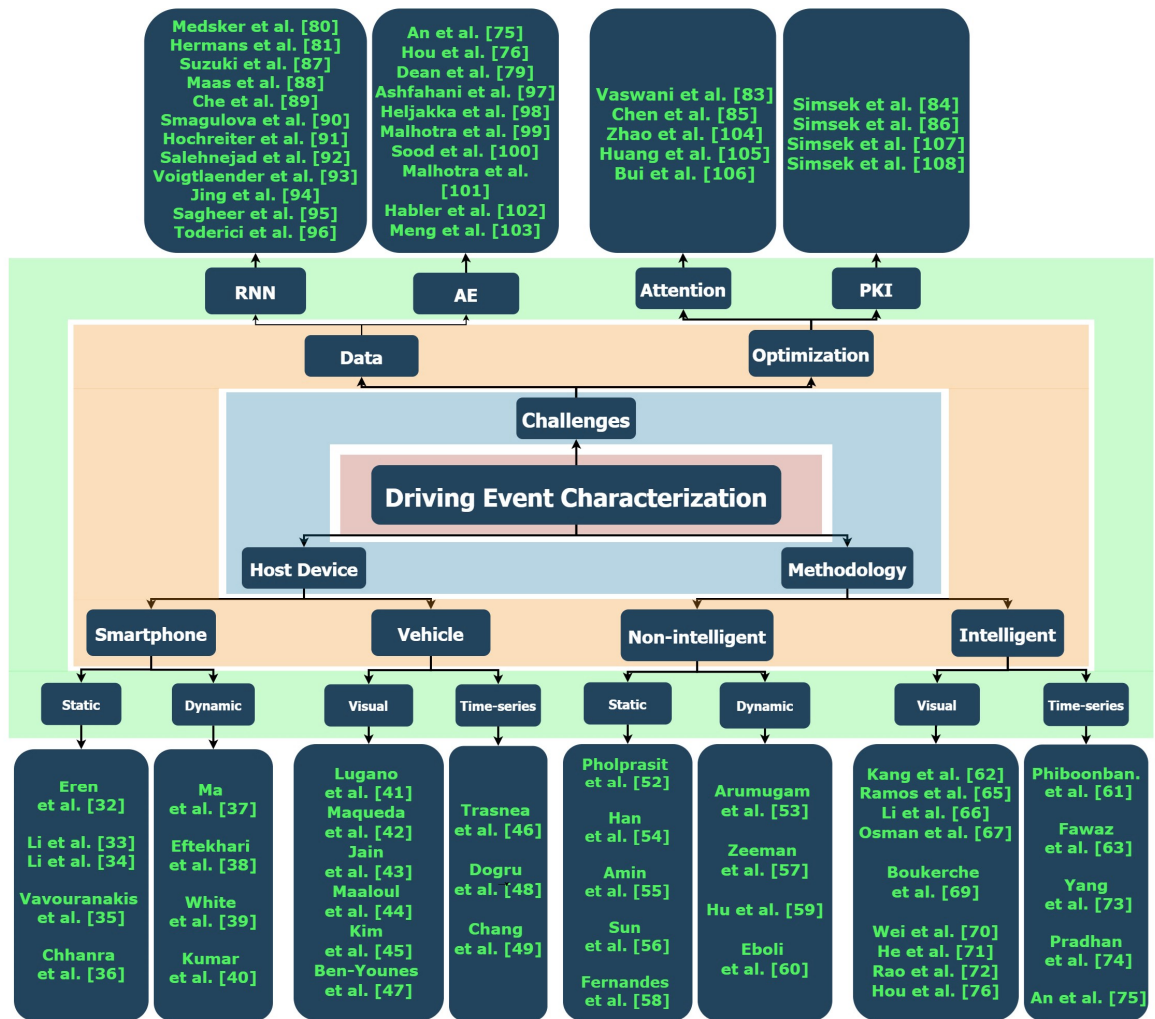 Medsker et al. [80]
Hermans et al. [81]
Suzuki et al. [87]
Maas et al. [88]
Che et al. [89]
Smagulova et al. [90]
Hochreiter et al. [91]
Salehnejad et al. [92]
Voigtlaender et al. [93]
Jing et al. [94]
Sagheer et al. [95]
Toderici et al. [96]
An et al. [75]
Hou et al. [76]
Dean et al. [79]
Ashfahani et al. [97]
Heljakka et al. [98]
Malhotra et al. [99]
Sood et al. [100]
Malhotra et al.
[101]
Habler et al. [102]
Meng et al. [103]
Vaswani et al. [83]
Chen et al. [85]
Zhao et al. [104]
Huang et al. [105]
Bui et al. [106]
Simsek et al. [84]
Simsek et al. [86]
Simsek et al. [107]
Simsek et al. [108]
RNN
AE
Attention
PKI
Data
Optimization
Challenges
Driving Event Characterization
Host Device
Methodology
Smartphone
Vehicle
Non-intelligent
Intelligent
Static
Dynamic
Visual
Time-series
Static
Dynamic
Visual
Time-series
Eren
et al. [32]
Li et al. [33]
Li et al. [34]
Vavouranakis
et al. [35]
Chhanra
et al. [36]
Ma
et al. [37]
Eftekhari
et al. [38]
White
et al. [39]
Kumar
et al. [40]
Lugano
et al. [41]
Maqueda
et al. [42]
Jain
et al. [43]
Maaloul
et al. [44]
Kim
et al. [45]
Ben-Younes
et al. [47]
Trasnea
et al. [46]
Dogru
et al. [48]
Chang
et al. [49]
Pholprasit
et al. [52]
Han
et al. [54]
Amin
et al. [55]
Sun
et al. [56]
Fernandes
et al. [58]
Arumugam
et al. [53]
Zeeman
et al. [57]
Hu et al. [59]
Eboli
et al. [60]
Kang et al. [62]
Ramos et al. [65]
Li et al. [66]
Osman et al. [67]
Boukerche
et al. [69]
Wei et al. [70]
He et al. [71]
Rao et al. [72]
Hou et al. [76]
Phiboonban.
et al. [61]
Fawaz
et al. [63]
Yang
et al. [73]
Pradhan
et al. [74]
An et al. [75]